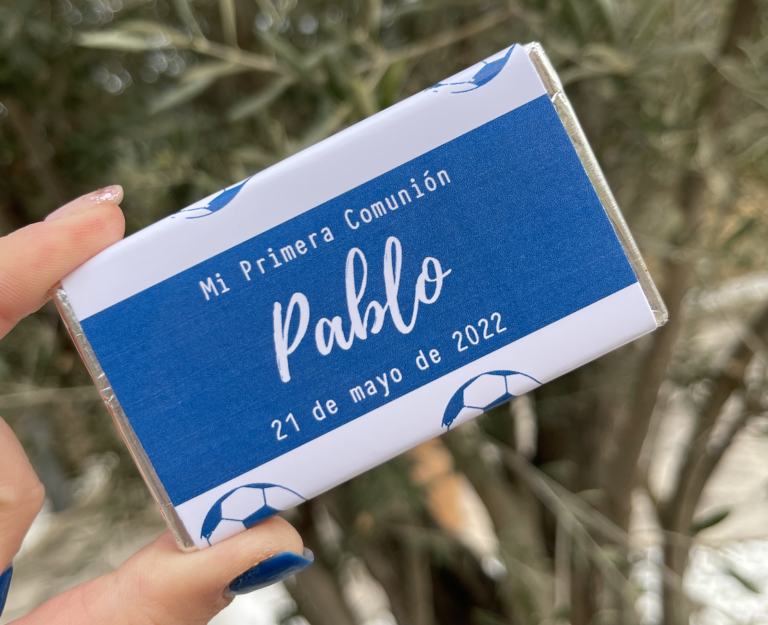 Mi Primera Comunión
Pablo
21 de mayo de 2022